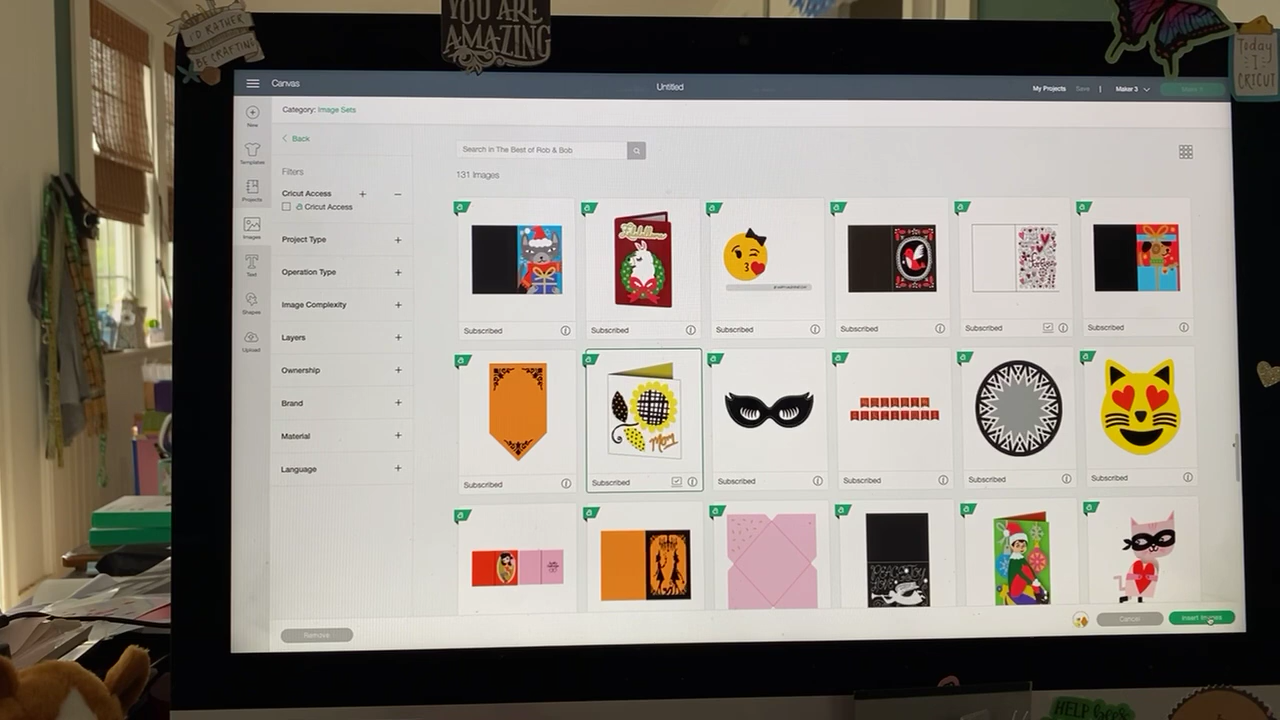 I'D RATHER
BE CRAFTING
YOU ARE
AMAZING
Today
I
CRICUT
Canvas
Untitled
My Projects Save | Maker 3
Category: Image Sets
New
Templates
Projects
Images
Text
Shapes
Upload
Back
Filters
Cricut Access + −
Cricut Access
Project Type +
Operation Type +
Image Complexity +
Layers +
Ownership +
Brand +
Material +
Language +
Search in The Best of Rob & Bob
131 Images
Subscribed
Subscribed
Subscribed
Subscribed
Subscribed
Subscribed
Mom
Subscribed
Subscribed
Subscribed
Subscribed
Subscribed
Subscribed
Remove
Cancel
Insert Images
HELP